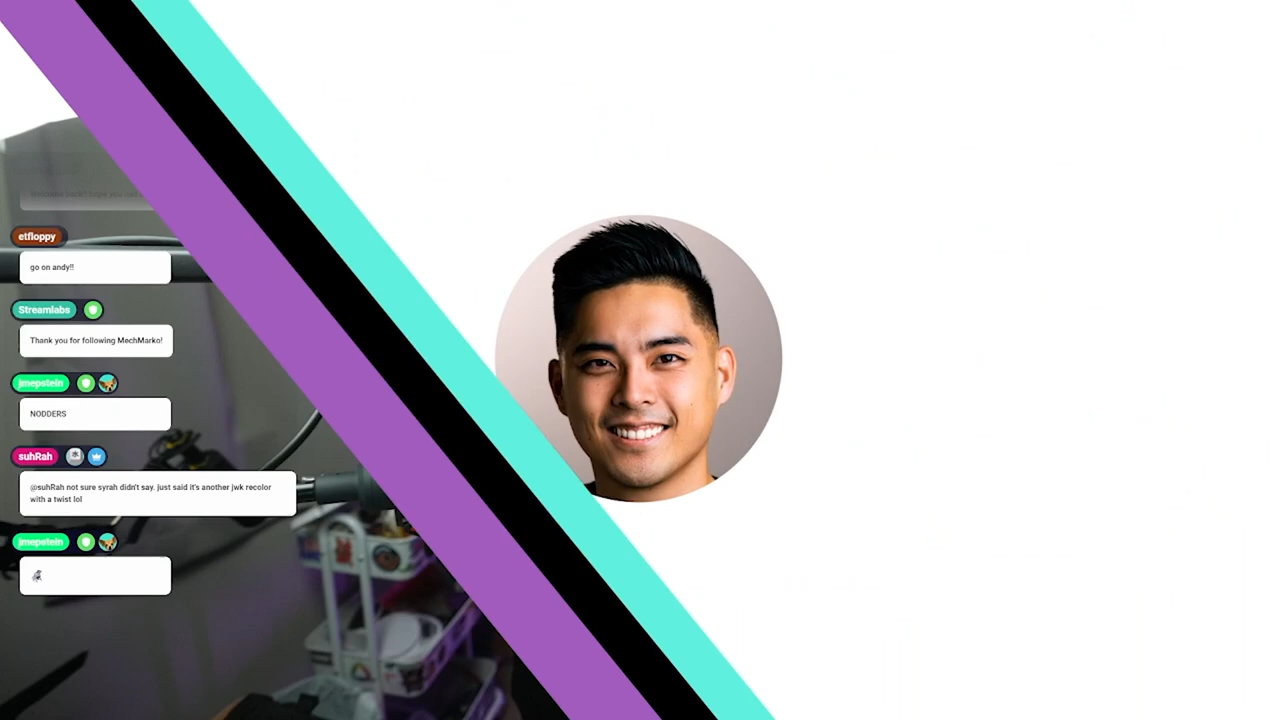 etfloppy
go on andy!!
Streamlabs
Thank you for following MechMarko!
jmepstein
NODDERS
suhRah
@suhRah not sure syrah didn't say. just said it's another jwk recolor
with a twist lol
jmepstein